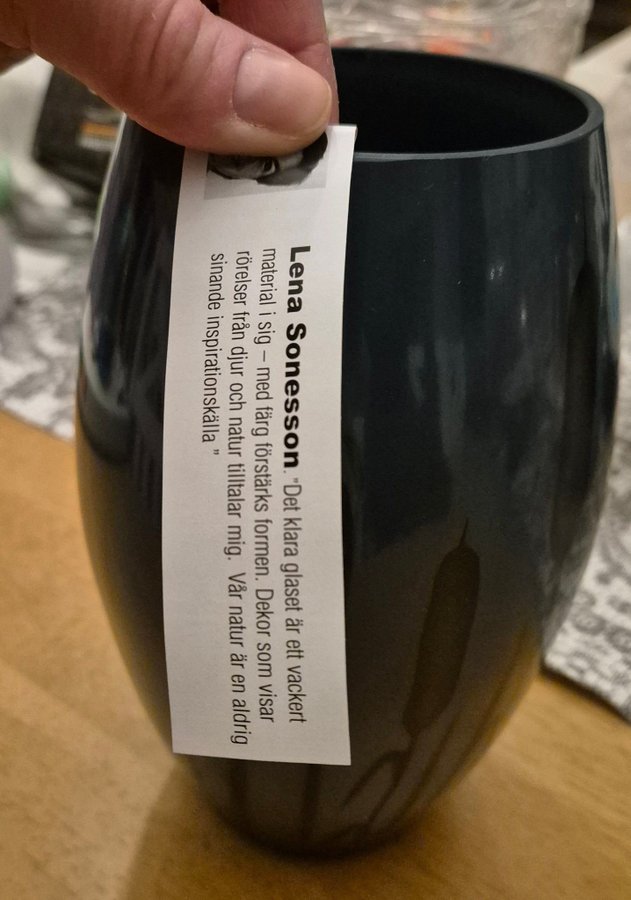 Lena Sonesson. "Det klara glaset är ett vackert
material i sig – med färg förstärks formen. Dekor som visar
rörelser från djur och natur tilltalar mig. Vår natur är en aldrig
sinande inspirationskälla "